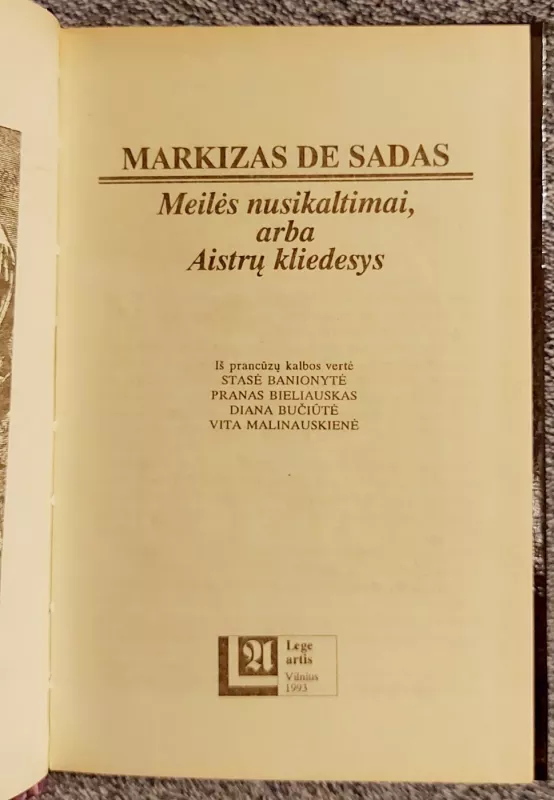 MARKIZAS DE SADAS
Meilės nusikaltimai,
arba
Aistrų kliedesys
Iš prancūzų kalbos vertė
STASĖ BANIONYTĖ
PRANAS BIELIAUSKAS
DIANA BUČIŪTĖ
VITA MALINAUSKIENĖ
LA
Lege
artis
Vilnius
1993